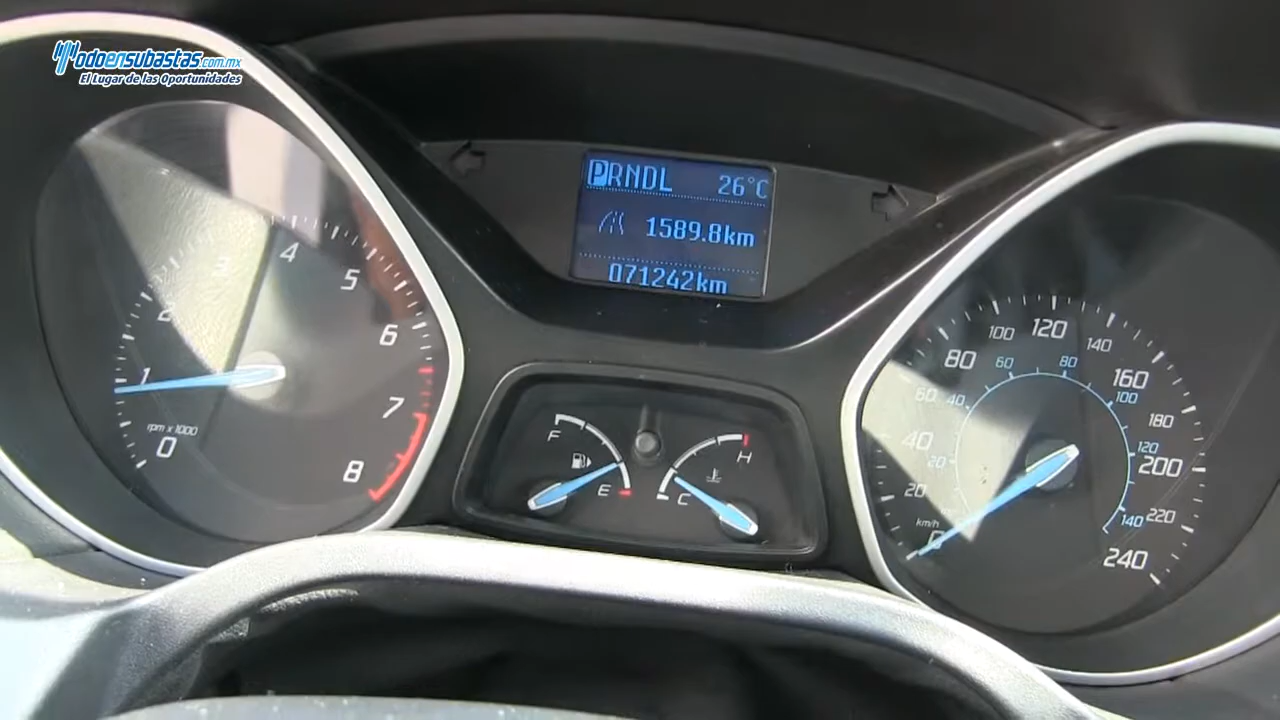 todoensubastas.com.mx
El Lugar de las Oportunidades
PRNDL 26°C
1589.8km
071242km
0 1 2 3 4 5 6 7 8
rpm x 1000
F E
C H
km/h
0 20 40 60 80 100 120 140 160 180 200 220 240
20 40 60 80 100 120 140